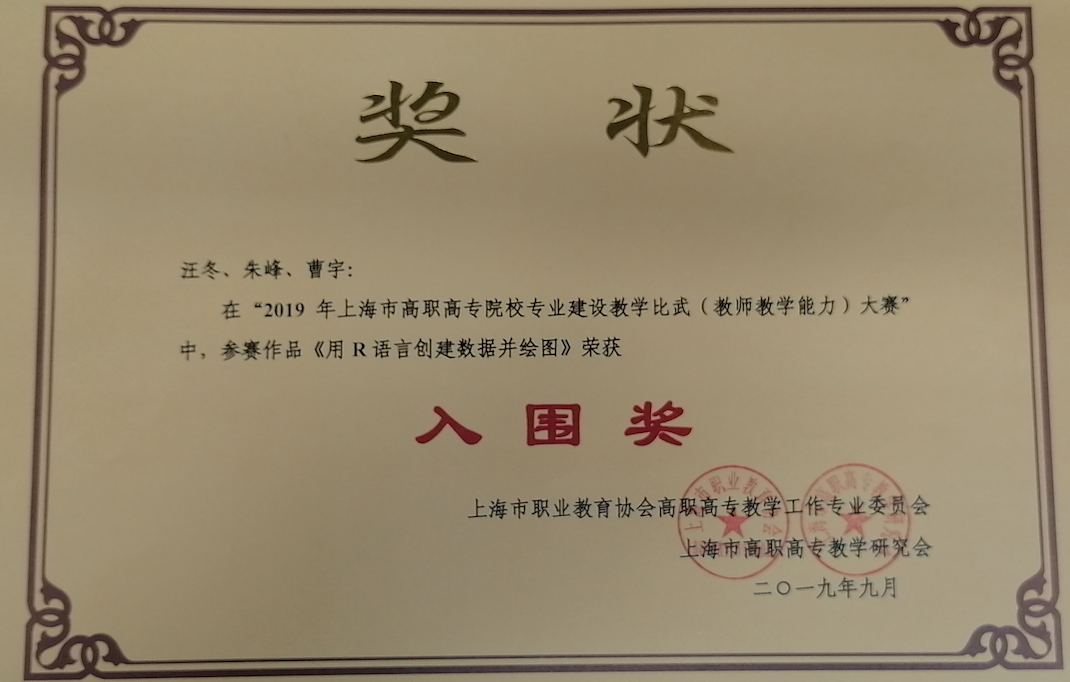 奖 状
汪冬、朱峰、曹宇：
在“2019 年上海市高职高专院校专业建设教学比武（教师教学能力）大赛”
中，参赛作品《用 R 语言创建数据并绘图》荣获
入 围 奖
上海市职业教育协会高职高专教学工作专业委员会
上海市高职高专教学研究会
二〇一九年九月